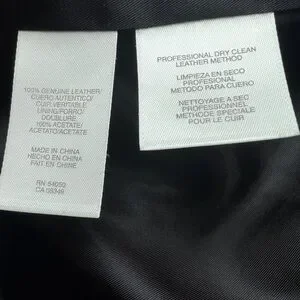 100% GENUINE LEATHER/
CUERO AUTENTICO/
CUIR VERITABLE
LINING/FORRO/
DOUBLURE
100% ACETATE/
ACETATO/ACETATE
MADE IN CHINA
HECHO EN CHINA
FAIT EN CHINE
RN 54050
CA 38349
PROFESSIONAL DRY CLEAN
LEATHER METHOD
LIMPIEZA EN SECO
PROFESIONAL
METODO PARA CUERO
NETTOYAGE A SEC
PROFESSIONNEL
METHODE SPECIALE
POUR LE CUIR